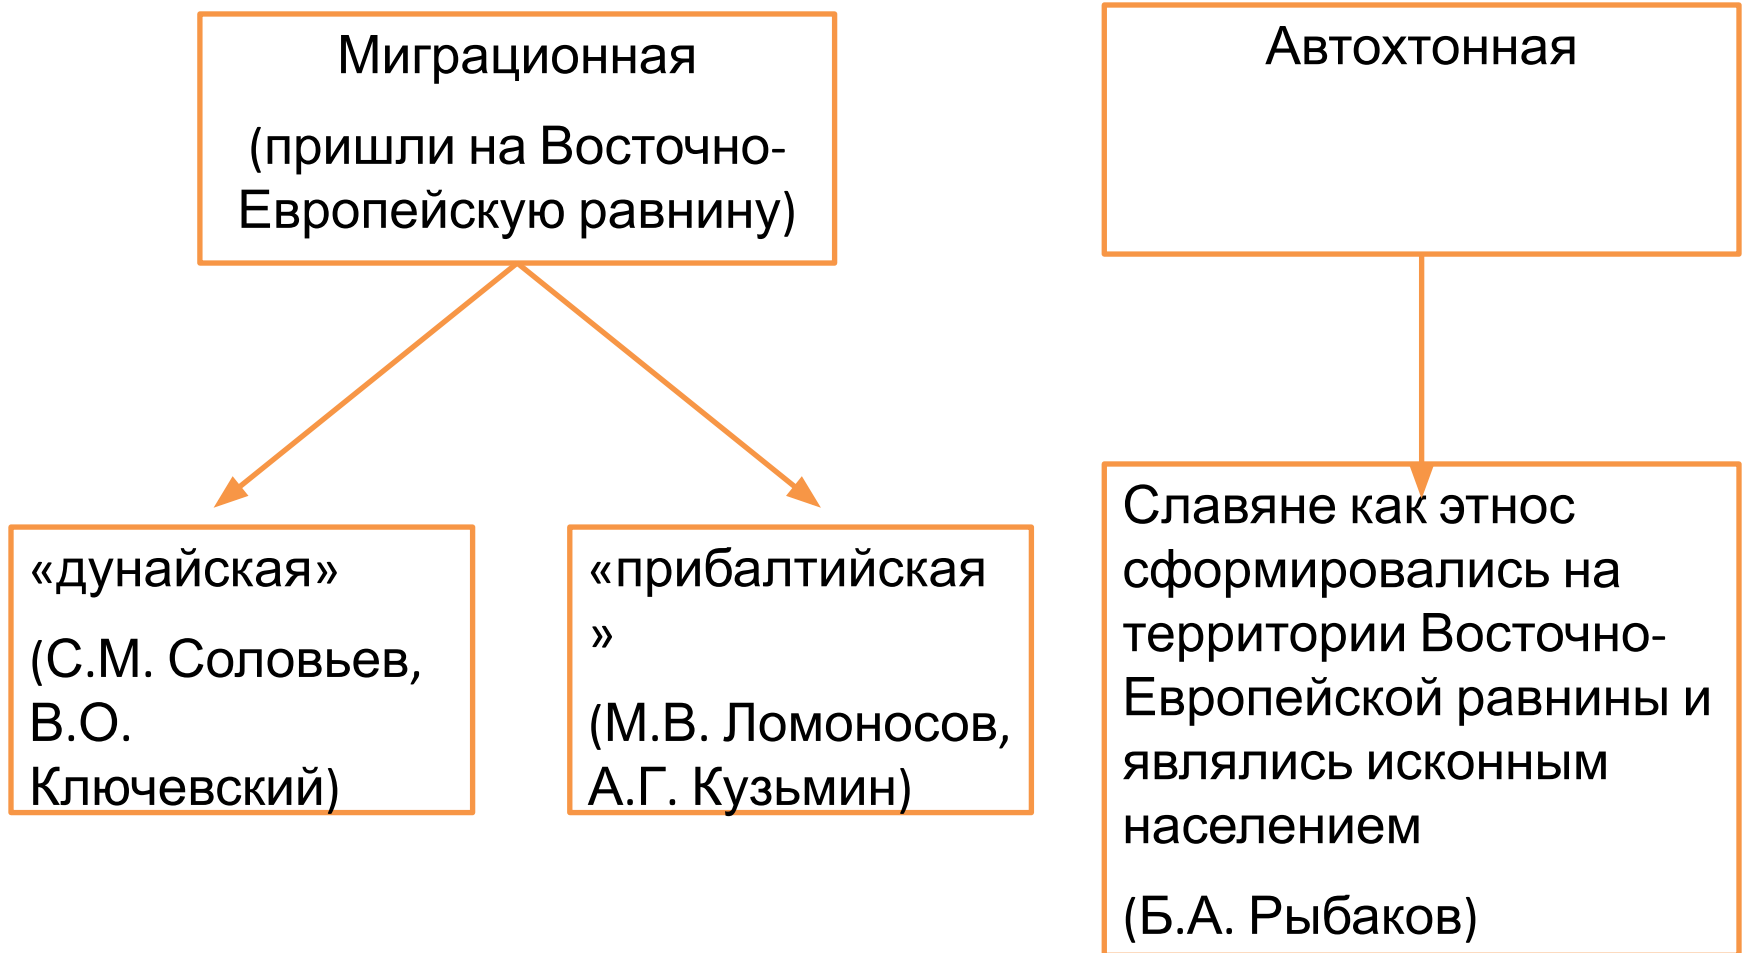 Миграционная
(пришли на Восточно-
Европейскую равнину)
Автохтонная
«дунайская»
(С.М. Соловьев,
В.О.
Ключевский)
«прибалтийская
»
(М.В. Ломоносов,
А.Г. Кузьмин)
Славяне как этнос
сформировались на
территории Восточно-
Европейской равнины и
являлись исконным
населением
(Б.А. Рыбаков)